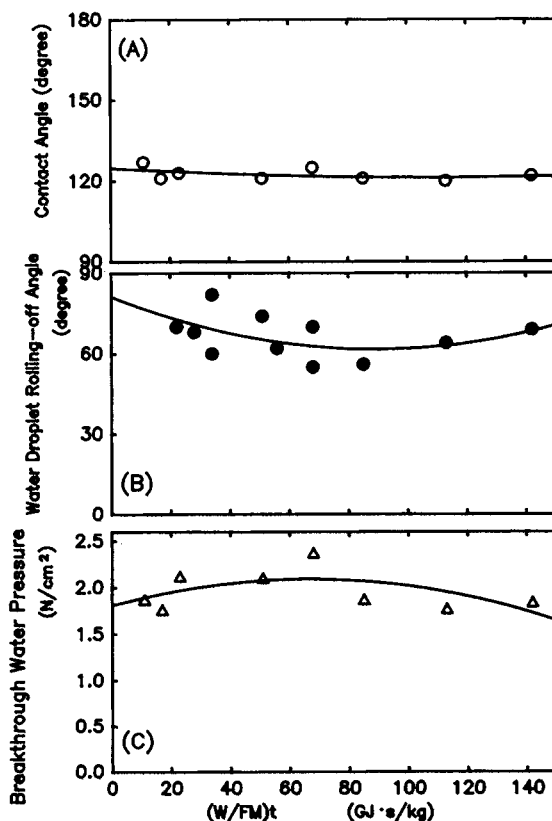 180
150
120
90
Contact Angle (degree)
(A)
90
60
30
0
Water Droplet Rolling-off Angle
(degree)
(B)
2.5
2.0
1.5
1.0
0.5
0.0
Breakthrough Water Pressure
(N/cm²)
(C)
0 20 40 60 80 100 120 140
(W/FM)t (GJ·s/kg)